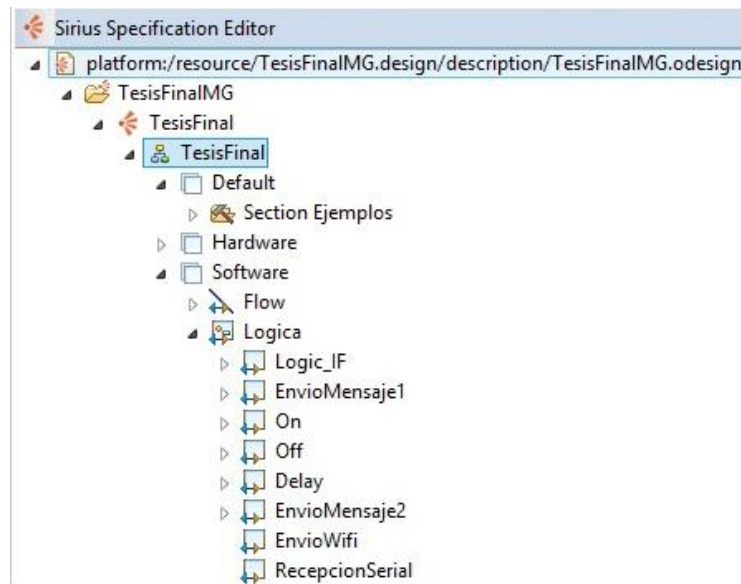 Sirius Specification Editor
platform:/resource/TesisFinalMG.design/description/TesisFinalMG.odesign
TesisFinalMG
TesisFinal
TesisFinal
Default
Section Ejemplos
Hardware
Software
Flow
Logica
Logic_IF
EnvioMensaje1
On
Off
Delay
EnvioMensaje2
EnvioWifi
RecepcionSerial